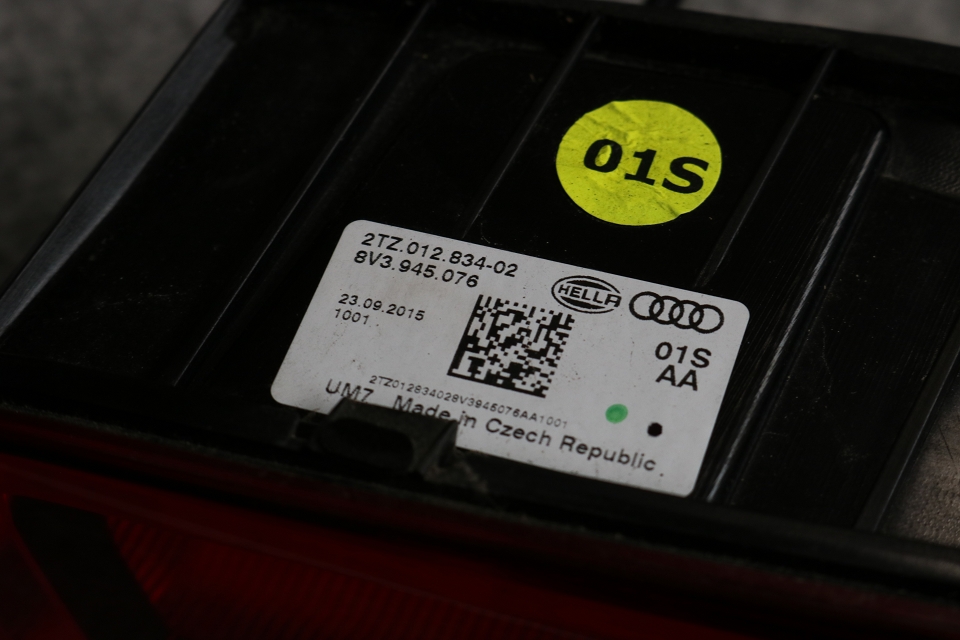 01S
2TZ.012.834-02
8V3.945.076
HELLA
23.09.2015
1001
01S
AA
2TZ012834028V3945076AA1001
UM7 Made in Czech Republic